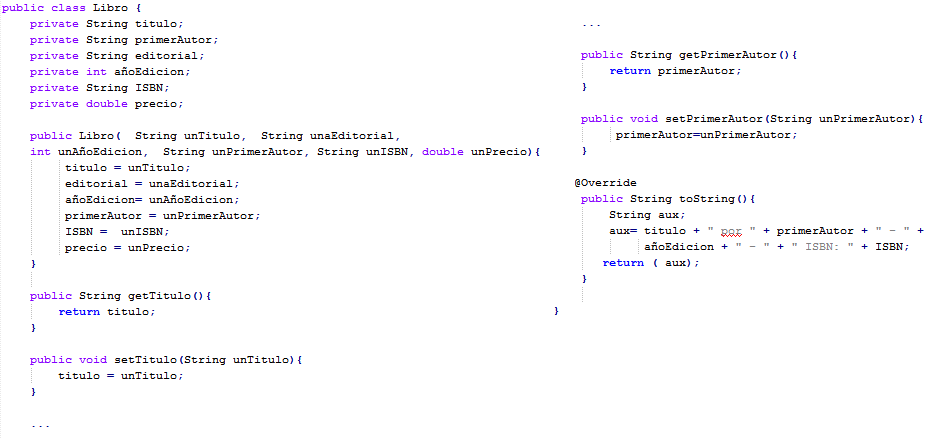 public class Libro {
private String titulo;
private String primerAutor;
private String editorial;
private int añoEdicion;
private String ISBN;
private double precio;
public Libro(  String unTitulo,  String unaEditorial,
int unAñoEdicion,  String unPrimerAutor, String unISBN, double unPrecio){
titulo = unTitulo;
editorial = unaEditorial;
añoEdicion= unAñoEdicion;
primerAutor = unPrimerAutor;
ISBN =  unISBN;
precio = unPrecio;
}
public String getTitulo(){
return titulo;
}
public void setTitulo(String unTitulo){
titulo = unTitulo;
}
...
...
public String getPrimerAutor(){
return primerAutor;
}
public void setPrimerAutor(String unPrimerAutor){
primerAutor=unPrimerAutor;
}
@Override
public String toString(){
String aux;
aux= titulo + " por " + primerAutor + " - " +
añoEdicion + " - " + " ISBN: " + ISBN;
return ( aux);
}
}